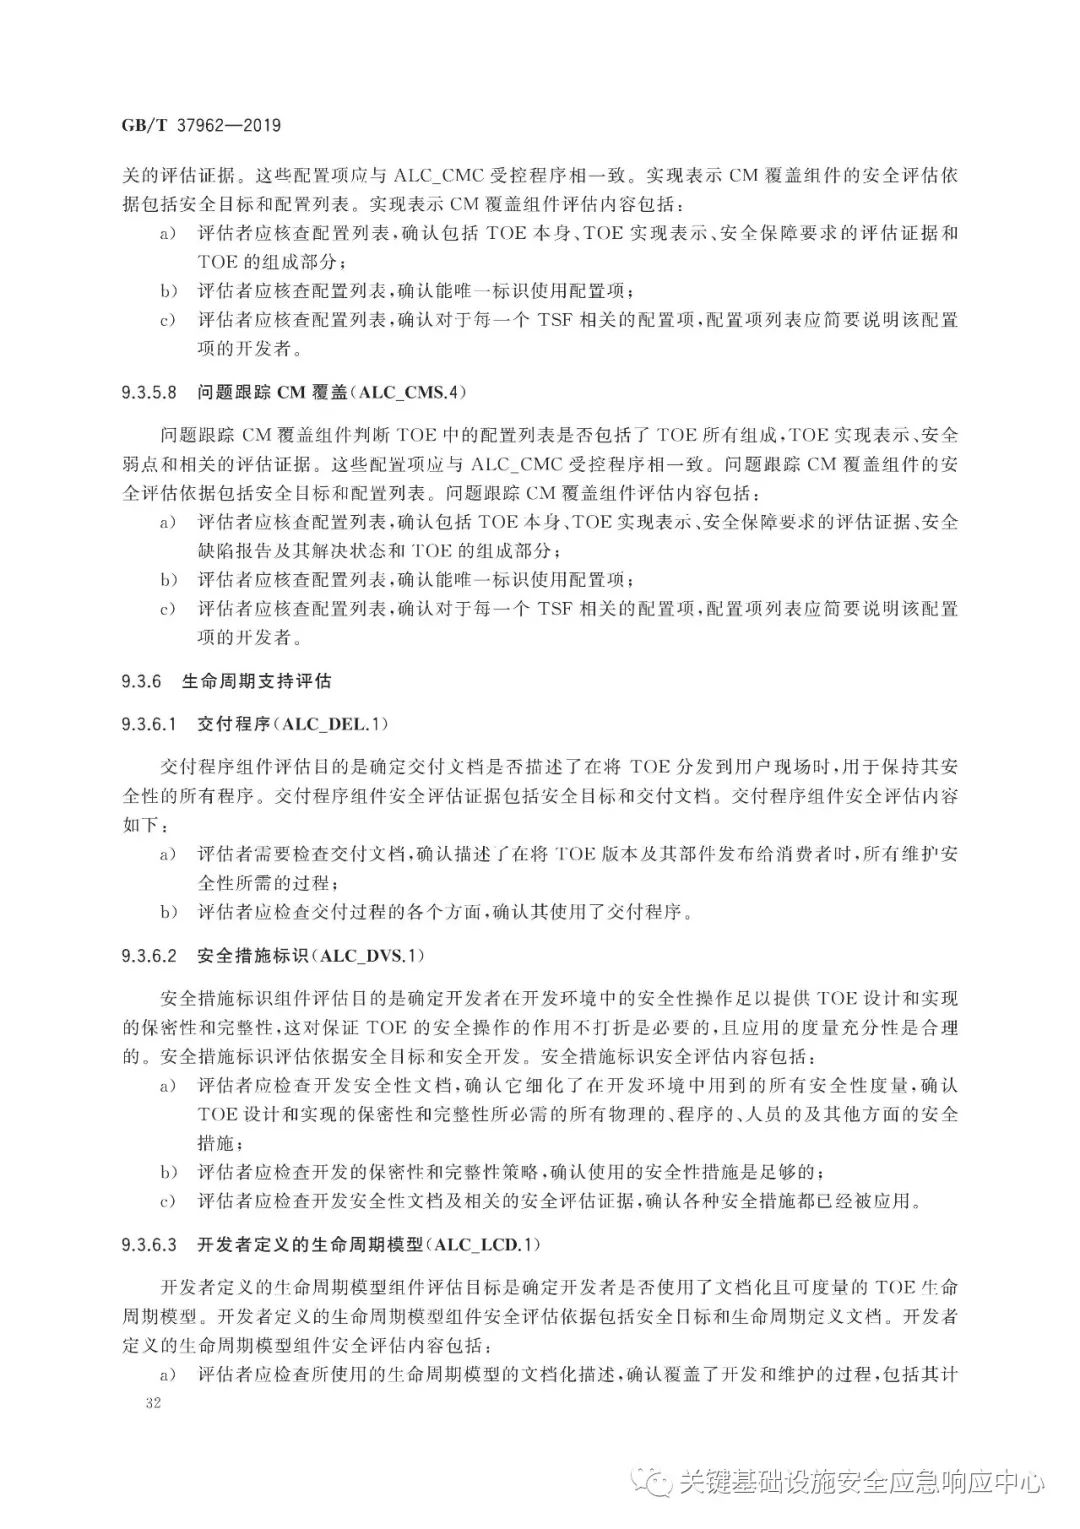 GB/T 37962—2019
关的评估证据。这些配置项应与 ALC_CMC 受控程序相一致。实现表示 CM 覆盖组件的安全评估依
据包括安全目标和配置列表。实现表示 CM 覆盖组件评估内容包括：
a） 评估者应核查配置列表，确认包括 TOE 本身、TOE 实现表示、安全保障要求的评估证据和
TOE 的组成部分；
b） 评估者应核查配置列表，确认能唯一标识使用配置项；
c） 评估者应核查配置列表，确认对于每一个 TSF 相关的配置项，配置项列表应简要说明该配置
项的开发者。
9.3.5.8 问题跟踪 CM 覆盖（ALC_CMS.4）
问题跟踪 CM 覆盖组件判断 TOE 中的配置列表是否包括了 TOE 所有组成，TOE 实现表示、安全
弱点和相关的评估证据。这些配置项应与 ALC_CMC 受控程序相一致。问题跟踪 CM 覆盖组件的安
全评估依据包括安全目标和配置列表。问题跟踪 CM 覆盖组件评估内容包括：
a） 评估者应核查配置列表，确认包括 TOE 本身、TOE 实现表示、安全保障要求的评估证据、安全
缺陷报告及其解决状态和 TOE 的组成部分；
b） 评估者应核查配置列表，确认能唯一标识使用配置项；
c） 评估者应核查配置列表，确认对于每一个 TSF 相关的配置项，配置项列表应简要说明该配置
项的开发者。
9.3.6 生命周期支持评估
9.3.6.1 交付程序（ALC_DEL.1）
交付程序组件评估目的是确定交付文档是否描述了在将 TOE 分发到用户现场时，用于保持其安
全性的所有程序。交付程序组件安全评估证据包括安全目标和交付文档。交付程序组件安全评估内容
如下：
a） 评估者需要检查交付文档，确认描述了在将 TOE 版本及其部件发布给消费者时，所有维护安
全性所需的过程；
b） 评估者应检查交付过程的各个方面，确认其使用了交付程序。
9.3.6.2 安全措施标识（ALC_DVS.1）
安全措施标识组件评估目的是确定开发者在开发环境中的安全性操作足以提供 TOE 设计和实现
的保密性和完整性，这对保证 TOE 的安全操作的作用不打折是必要的，且应用的度量充分性是合理
的。安全措施标识评估依据安全目标和安全开发。安全措施标识安全评估内容包括：
a） 评估者应检查开发安全性文档，确认它细化了在开发环境中用到的所有安全性度量，确认
TOE 设计和实现的保密性和完整性所必需的所有物理的、程序的、人员的及其他方面的安全
措施；
b） 评估者应检查开发的保密性和完整性策略，确认使用的安全性措施是足够的；
c） 评估者应检查开发安全性文档及相关的安全评估证据，确认各种安全措施都已经被应用。
9.3.6.3 开发者定义的生命周期模型（ALC_LCD.1）
开发者定义的生命周期模型组件评估目标是确定开发者是否使用了文档化且可度量的 TOE 生命
周期模型。开发者定义的生命周期模型组件安全评估依据包括安全目标和生命周期定义文档。开发者
定义的生命周期模型组件安全评估内容包括：
a） 评估者应检查所使用的生命周期模型的文档化描述，确认覆盖了开发和维护的过程，包括其计
32
关键基础设施安全应急响应中心